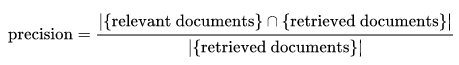 precision = |{relevant documents} ∩ {retrieved documents}| / |{retrieved documents}|